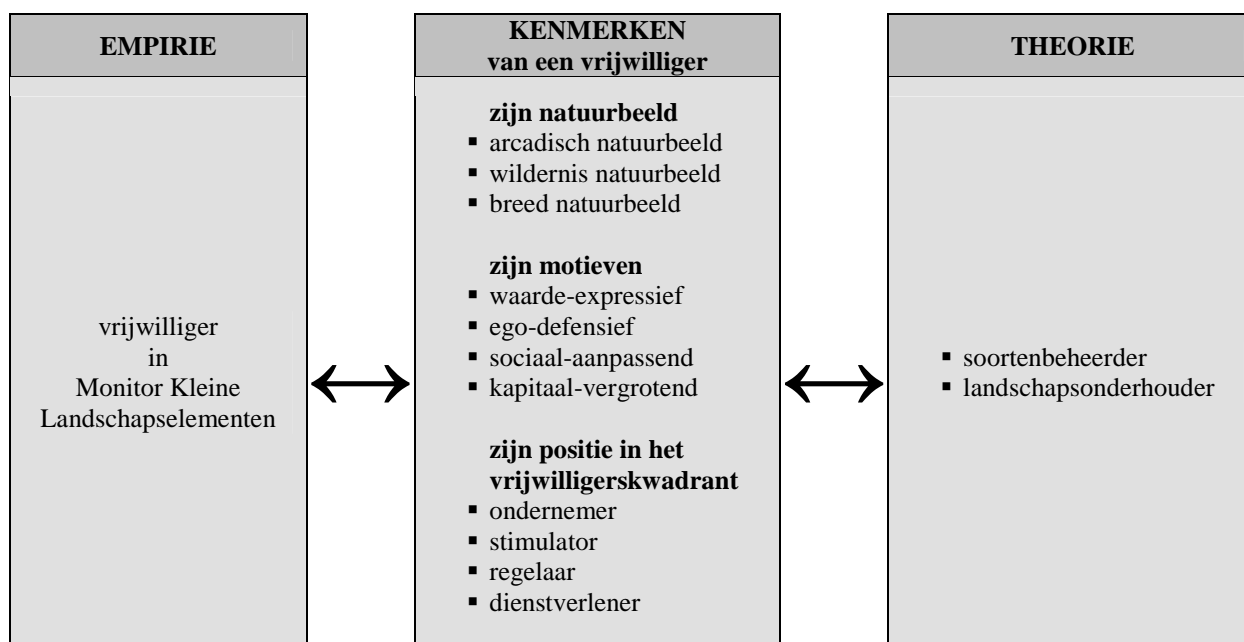 EMPIRIE
vrijwilliger
in
Monitor Kleine
Landschapselementen
KENMERKEN
van een vrijwilliger
zijn natuurbeeld
▪ arcadisch natuurbeeld
▪ wildernis natuurbeeld
▪ breed natuurbeeld
zijn motieven
▪ waarde-expressief
▪ ego-defensief
▪ sociaal-aanpassend
▪ kapitaal-vergrotend
zijn positie in het
vrijwilligerskwadrant
▪ ondernemer
▪ stimulator
▪ regelaar
▪ dienstverlener
THEORIE
▪ soortenbeheerder
▪ landschapsonderhouder